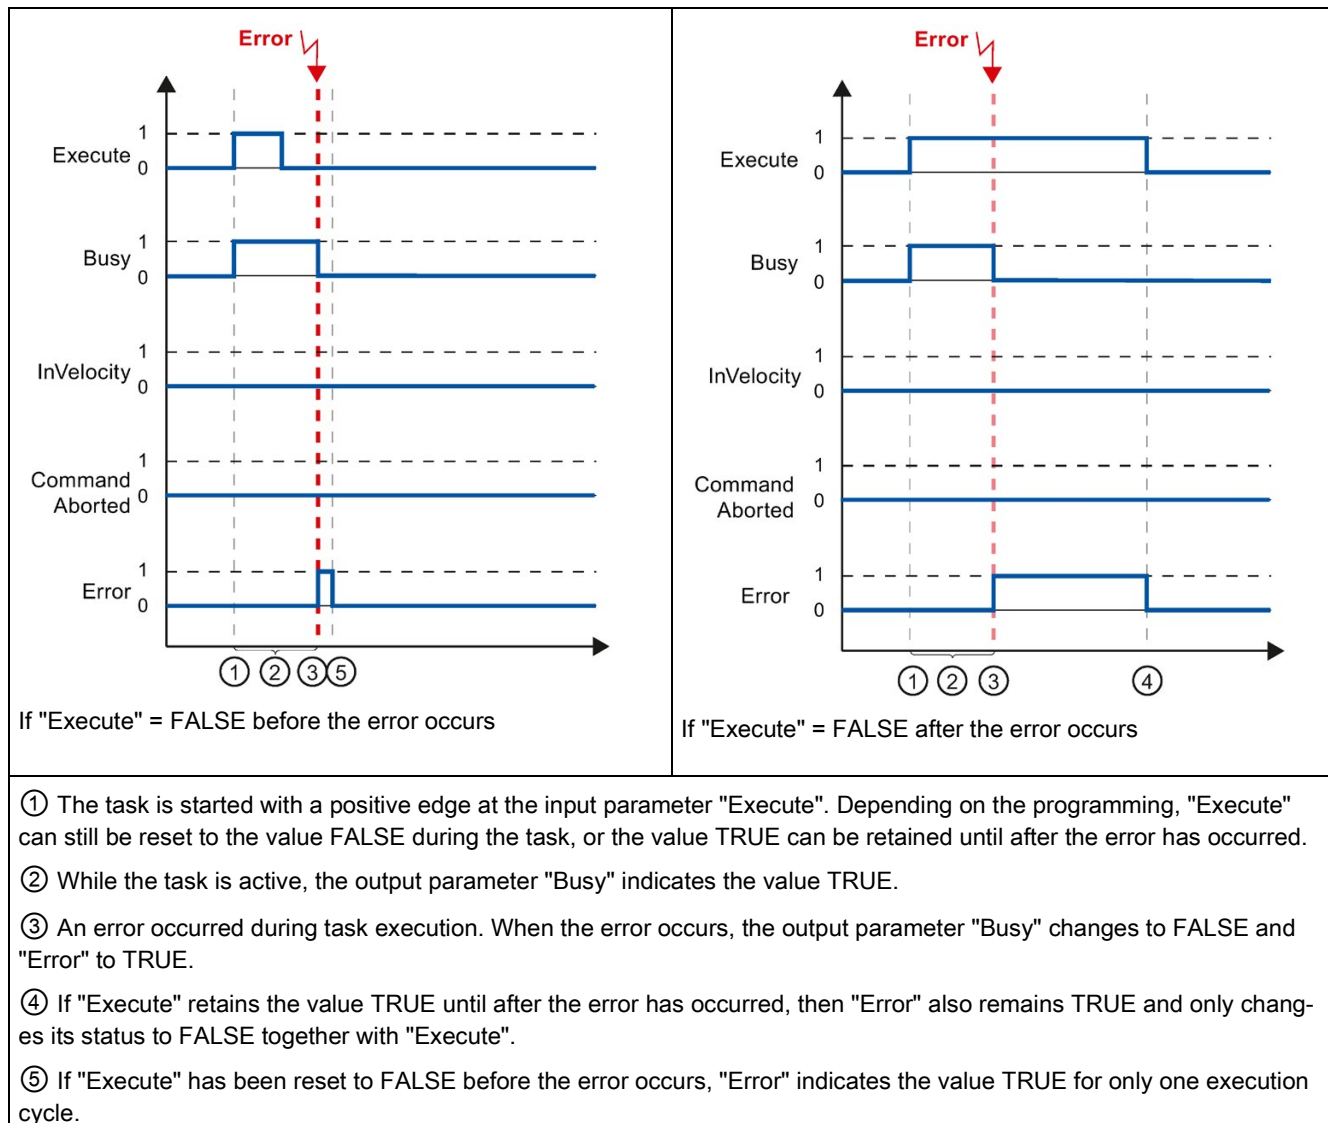 Error
1
Execute
0
1
Busy
0
1
InVelocity
0
1
Command
Aborted
0
1
Error
0
① ② ③⑤
If "Execute" = FALSE before the error occurs
Error
1
Execute
0
1
Busy
0
1
InVelocity
0
1
Command
Aborted
0
1
Error
0
① ② ③ ④
If "Execute" = FALSE after the error occurs
① The task is started with a positive edge at the input parameter "Execute". Depending on the programming, "Execute"
can still be reset to the value FALSE during the task, or the value TRUE can be retained until after the error has occurred.
② While the task is active, the output parameter "Busy" indicates the value TRUE.
③ An error occurred during task execution. When the error occurs, the output parameter "Busy" changes to FALSE and
"Error" to TRUE.
④ If "Execute" retains the value TRUE until after the error has occurred, then "Error" also remains TRUE and only chang-
es its status to FALSE together with "Execute".
⑤ If "Execute" has been reset to FALSE before the error occurs, "Error" indicates the value TRUE for only one execution
cycle.